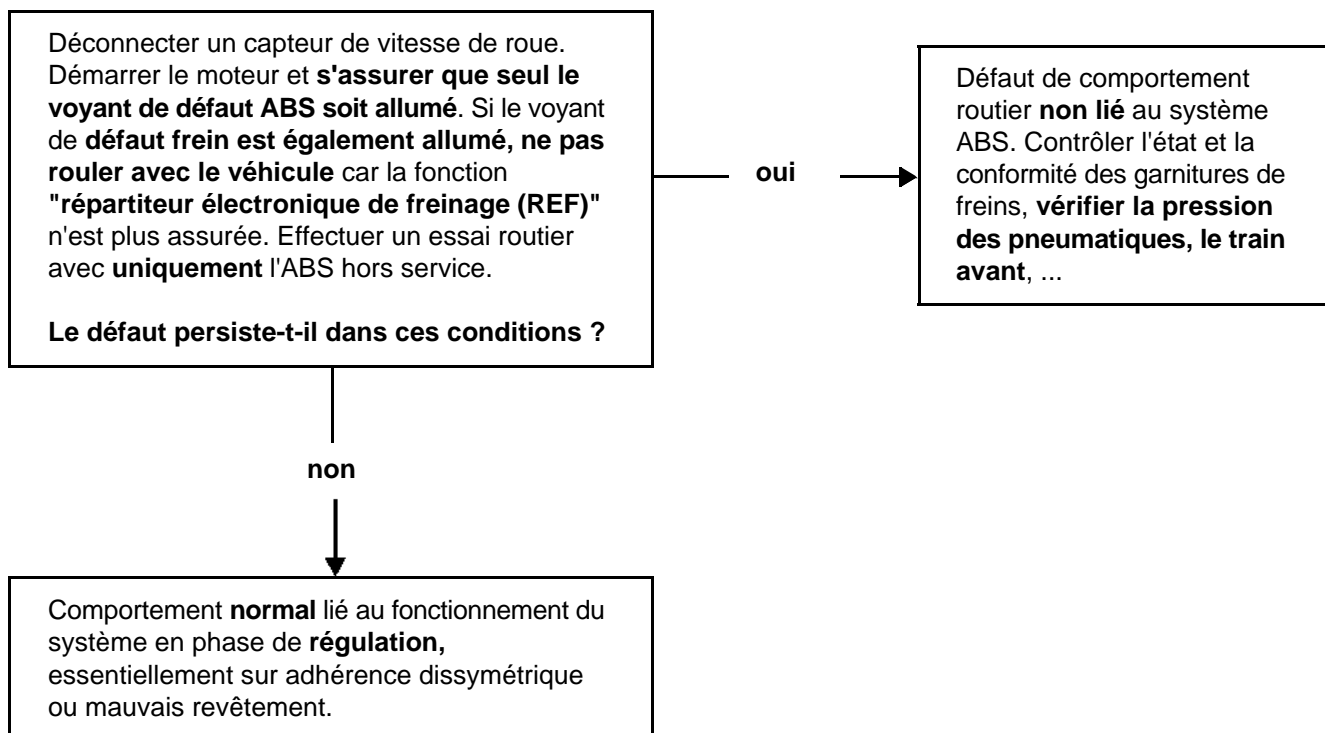 Déconnecter un capteur de vitesse de roue.
Démarrer le moteur et s'assurer que seul le
voyant de défaut ABS soit allumé. Si le voyant
de défaut frein est également allumé, ne pas
rouler avec le véhicule car la fonction
"répartiteur électronique de freinage (REF)"
n'est plus assurée. Effectuer un essai routier
avec uniquement l'ABS hors service.
Le défaut persiste-t-il dans ces conditions ?
oui
Défaut de comportement
routier non lié au système
ABS. Contrôler l'état et la
conformité des garnitures de
freins, vérifier la pression
des pneumatiques, le train
avant, ...
non
Comportement normal lié au fonctionnement du
système en phase de régulation,
essentiellement sur adhérence dissymétrique
ou mauvais revêtement.